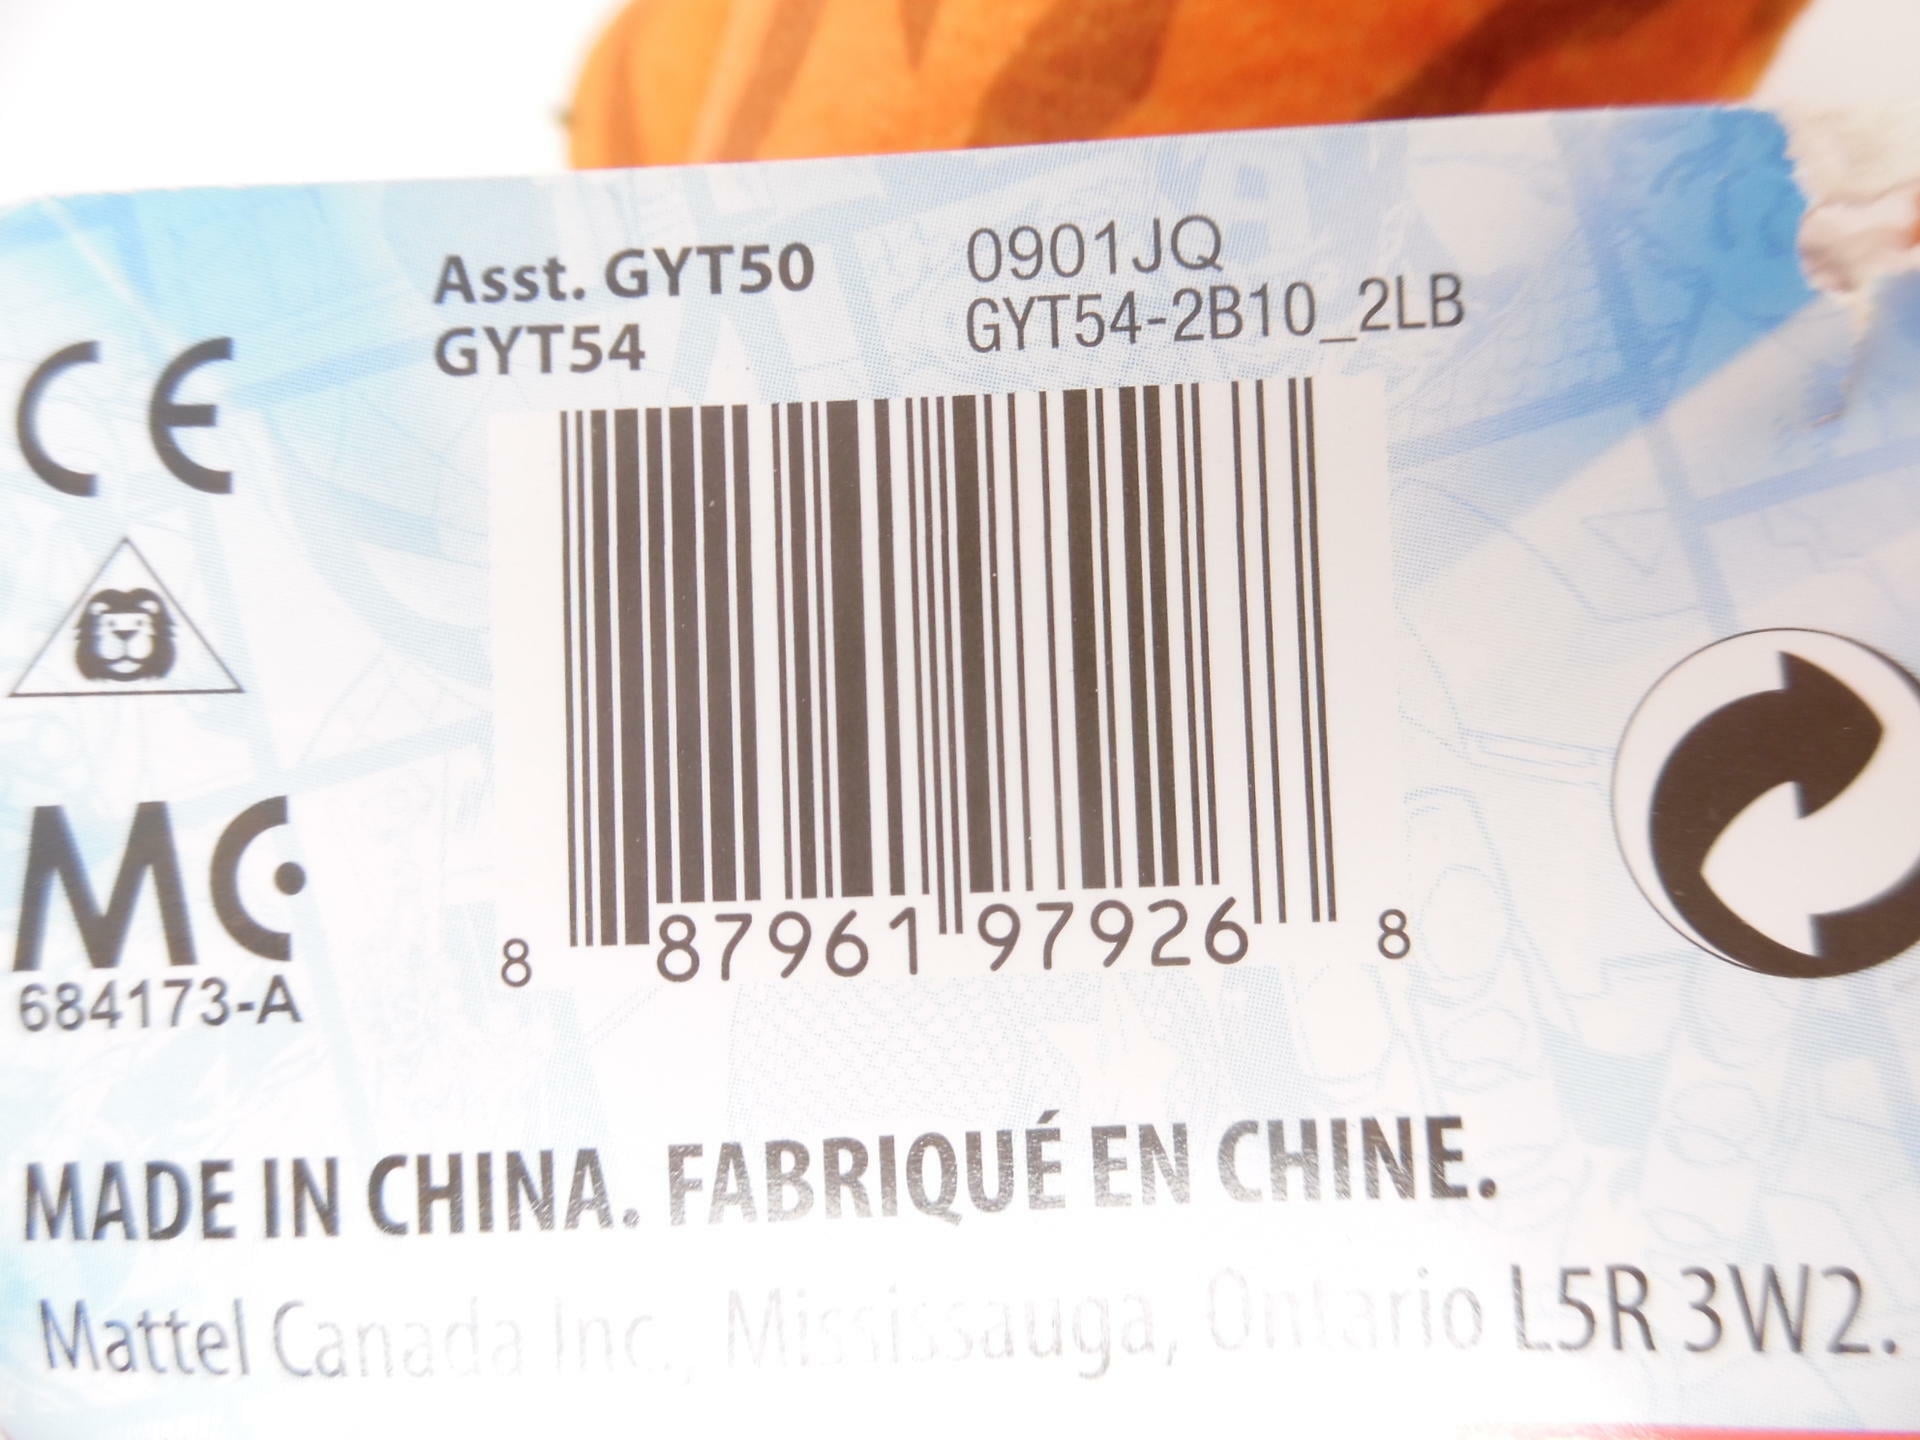 Asst. GYT50
GYT54
0901JQ
GYT54-2B10_2LB
CE
MC
684173-A
8 87961 97926 8
MADE IN CHINA. FABRIQUÉ EN CHINE.
Mattel Canada Inc., Mississauga, Ontario L5R 3W2.